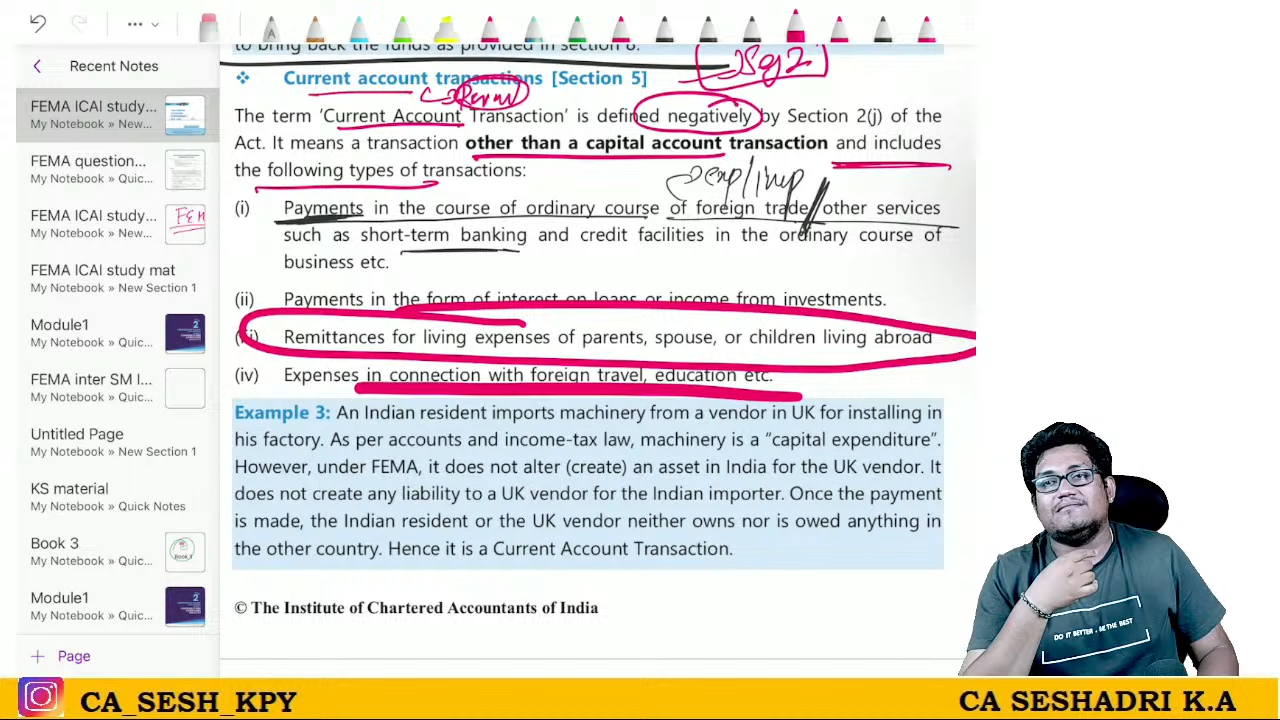 Recent Notes
FEMA ICAI study...
My Notebook » New...
FEMA question...
My Notebook » Quic...
FEMA ICAI study...
My Notebook » New...
FEM
FEMA ICAI study mat
My Notebook » New Section 1
Module1
My Notebook » Quic...
FEMA inter SM I...
My Notebook » Quic...
Untitled Page
My Notebook » New Section 1
KS material
My Notebook » Quick Notes
Book 3
My Notebook » Quic...
Book 3
Module1
My Notebook » Quic...
+ Page
to bring back the funds as provided in section 8.
❖ Current account transactions [Section 5]
The term ‘Current Account Transaction’ is defined negatively by Section 2(j) of the
Act. It means a transaction other than a capital account transaction and includes
the following types of transactions:
exp/imp
(i) Payments in the course of ordinary course of foreign trade, other services
such as short-term banking and credit facilities in the ordinary course of
business etc.
(ii) Payments in the form of interest on loans or income from investments.
(iii) Remittances for living expenses of parents, spouse, or children living abroad
(iv) Expenses in connection with foreign travel, education etc.
Example 3: An Indian resident imports machinery from a vendor in UK for installing in
his factory. As per accounts and income-tax law, machinery is a “capital expenditure”.
However, under FEMA, it does not alter (create) an asset in India for the UK vendor. It
does not create any liability to a UK vendor for the Indian importer. Once the payment
is made, the Indian resident or the UK vendor neither owns nor is owed anything in
the other country. Hence it is a Current Account Transaction.
© The Institute of Chartered Accountants of India
DO IT BETTER . BE THE BEST
CA_SESH_KPY
CA SESHADRI K.A